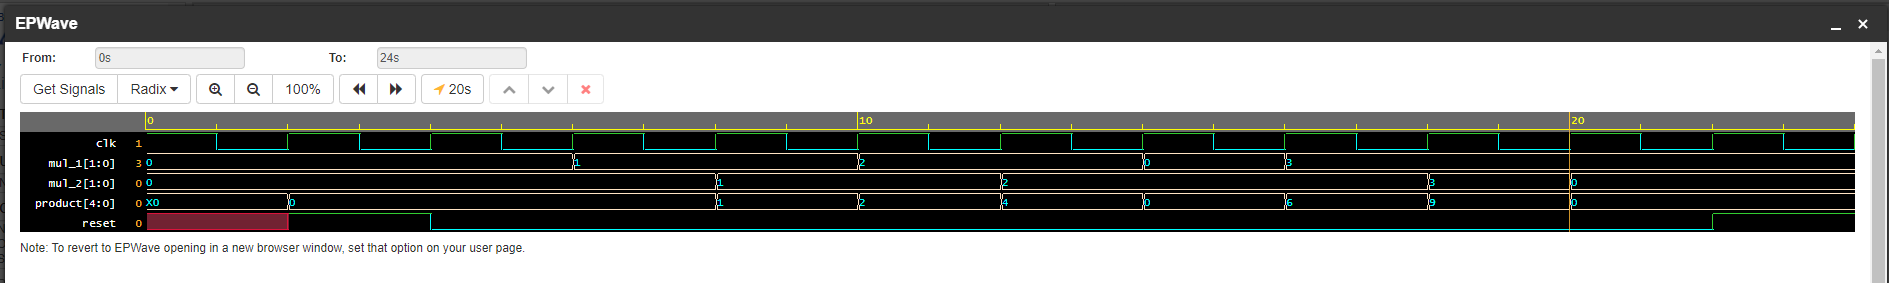 EPWave
From: 0s To: 24s
Get Signals Radix 100% 20s
0 10 20
clk 1
mul_1[1:0] 3 0 1 2 0 3
mul_2[1:0] 0 0 1 2 3 0
product[4:0] 0 X0 0 1 2 4 0 6 9 0
reset 0
Note: To revert to EPWave opening in a new browser window, set that option on your user page.